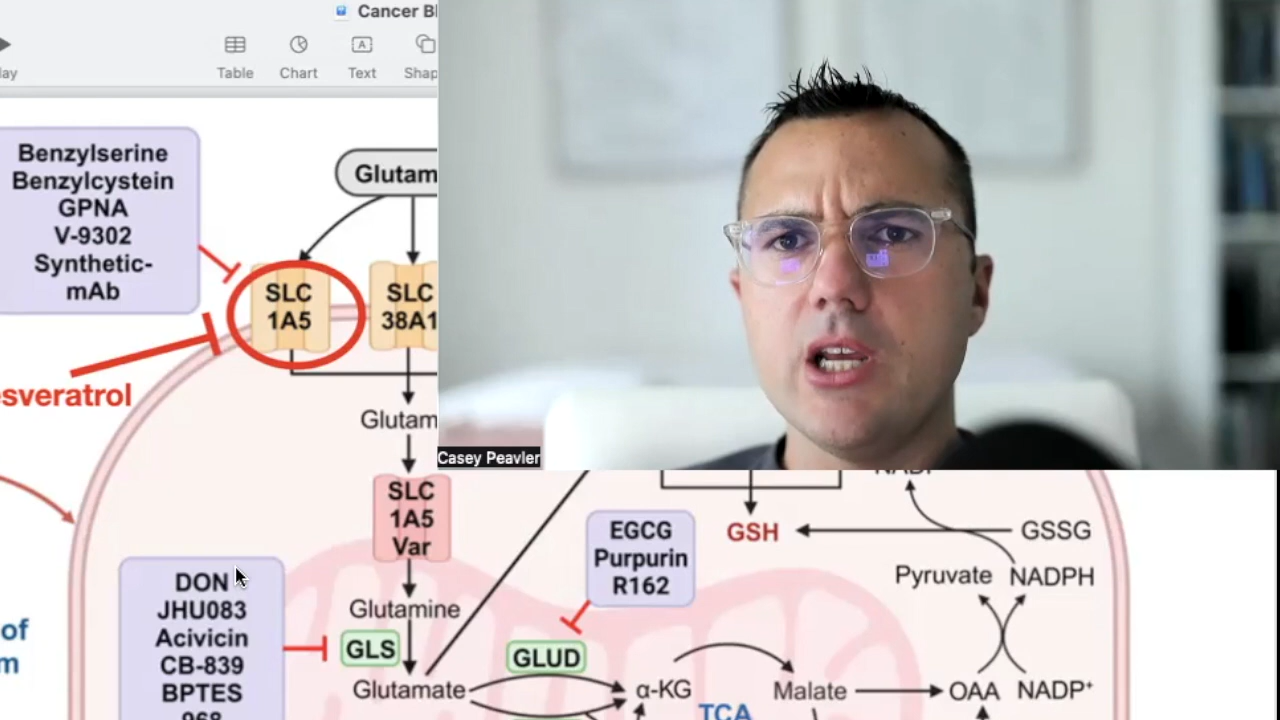 Cancer Bl
lay
Table
Chart
Text
Shap
Benzylserine
Benzylcystein
GPNA
V-9302
Synthetic-
mAb
Glutam
SLC
1A5
SLC
38A1
esveratrol
Casey Peavler
Glutam
SLC
1A5
Var
EGCG
Purpurin
R162
GSH
GSSG
Pyruvate
NADPH
DON
JHU083
Acivicin
CB-839
BPTES
968
of
m
Glutamine
GLS
GLUD
Glutamate
α-KG
Malate
OAA
NADP⁺
TCA